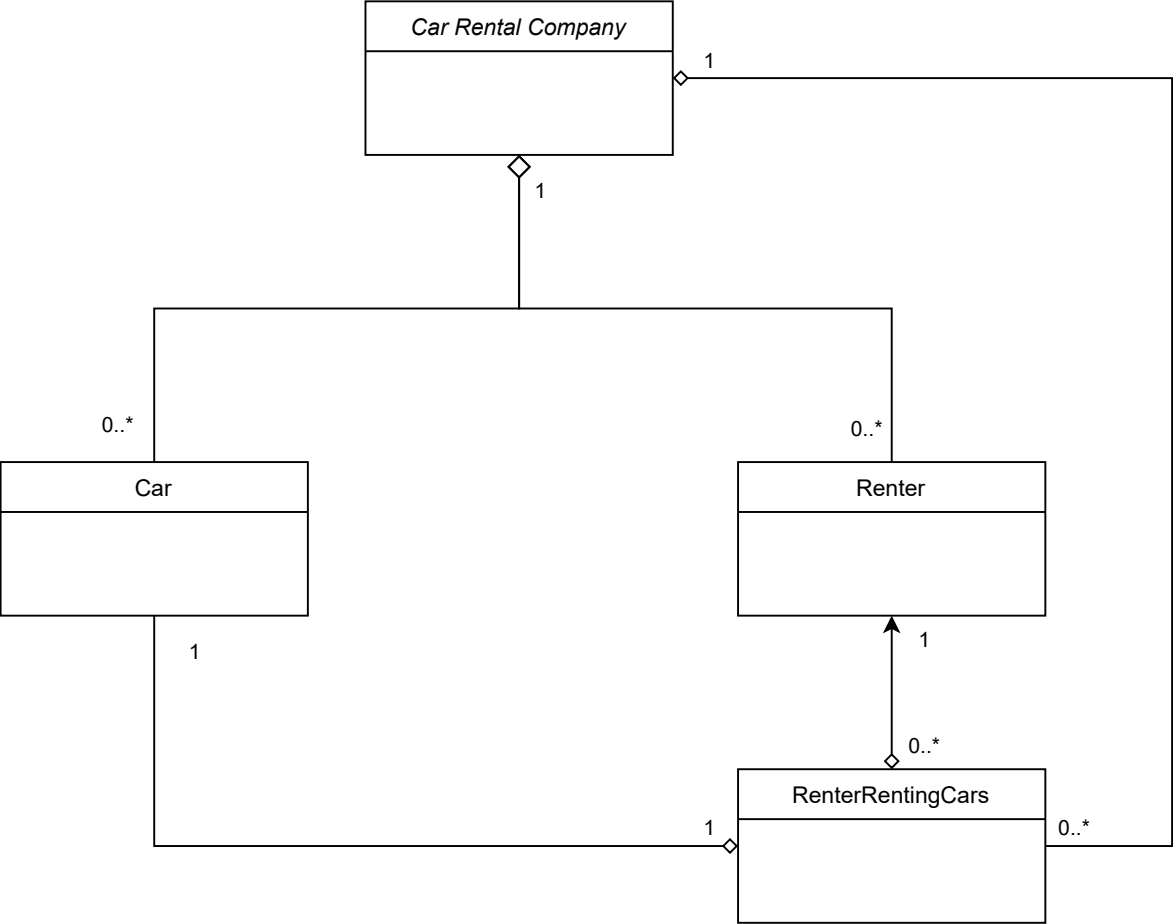 Car Rental Company
1
1
0..*
0..*
Car
Renter
1
1
0..*
RenterRentingCars
1
0..*